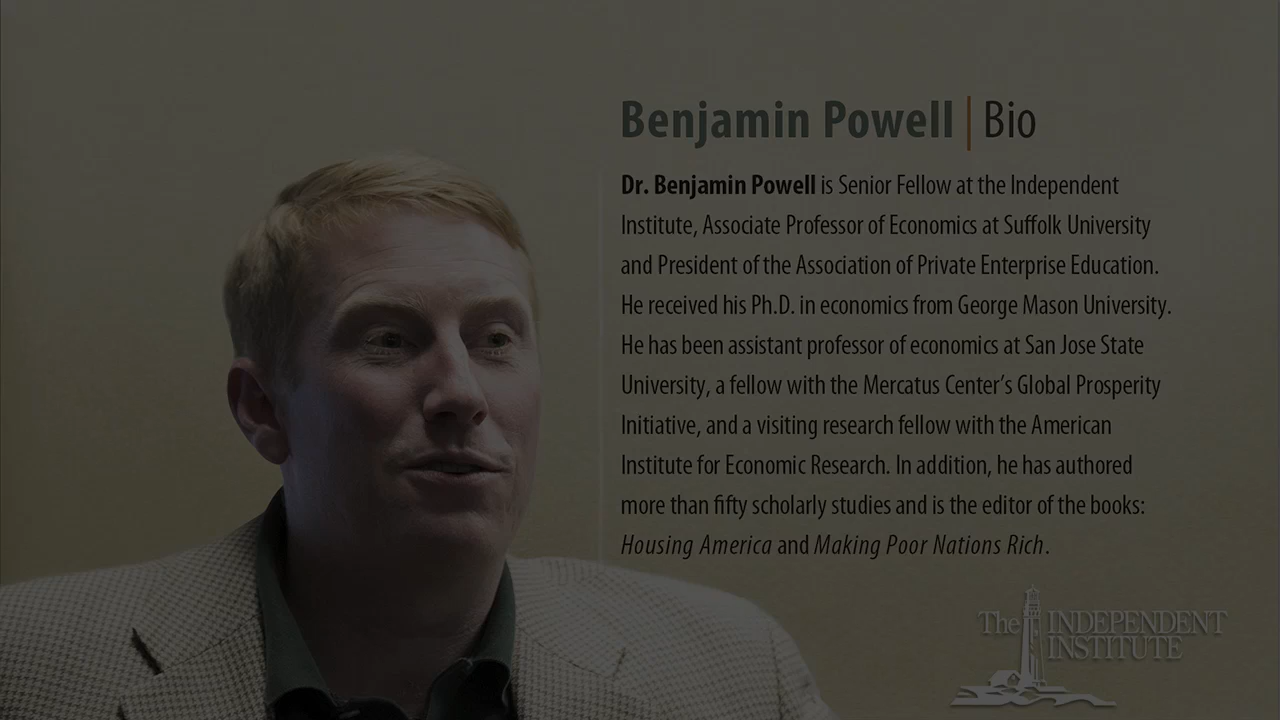 Benjamin Powell | Bio
Dr. Benjamin Powell is Senior Fellow at the Independent
Institute, Associate Professor of Economics at Suffolk University
and President of the Association of Private Enterprise Education.
He received his Ph.D. in economics from George Mason University.
He has been assistant professor of economics at San Jose State
University, a fellow with the Mercatus Center’s Global Prosperity
Initiative, and a visiting research fellow with the American
Institute for Economic Research. In addition, he has authored
more than fifty scholarly studies and is the editor of the books:
Housing America and Making Poor Nations Rich.
The INDEPENDENT
INSTITUTE